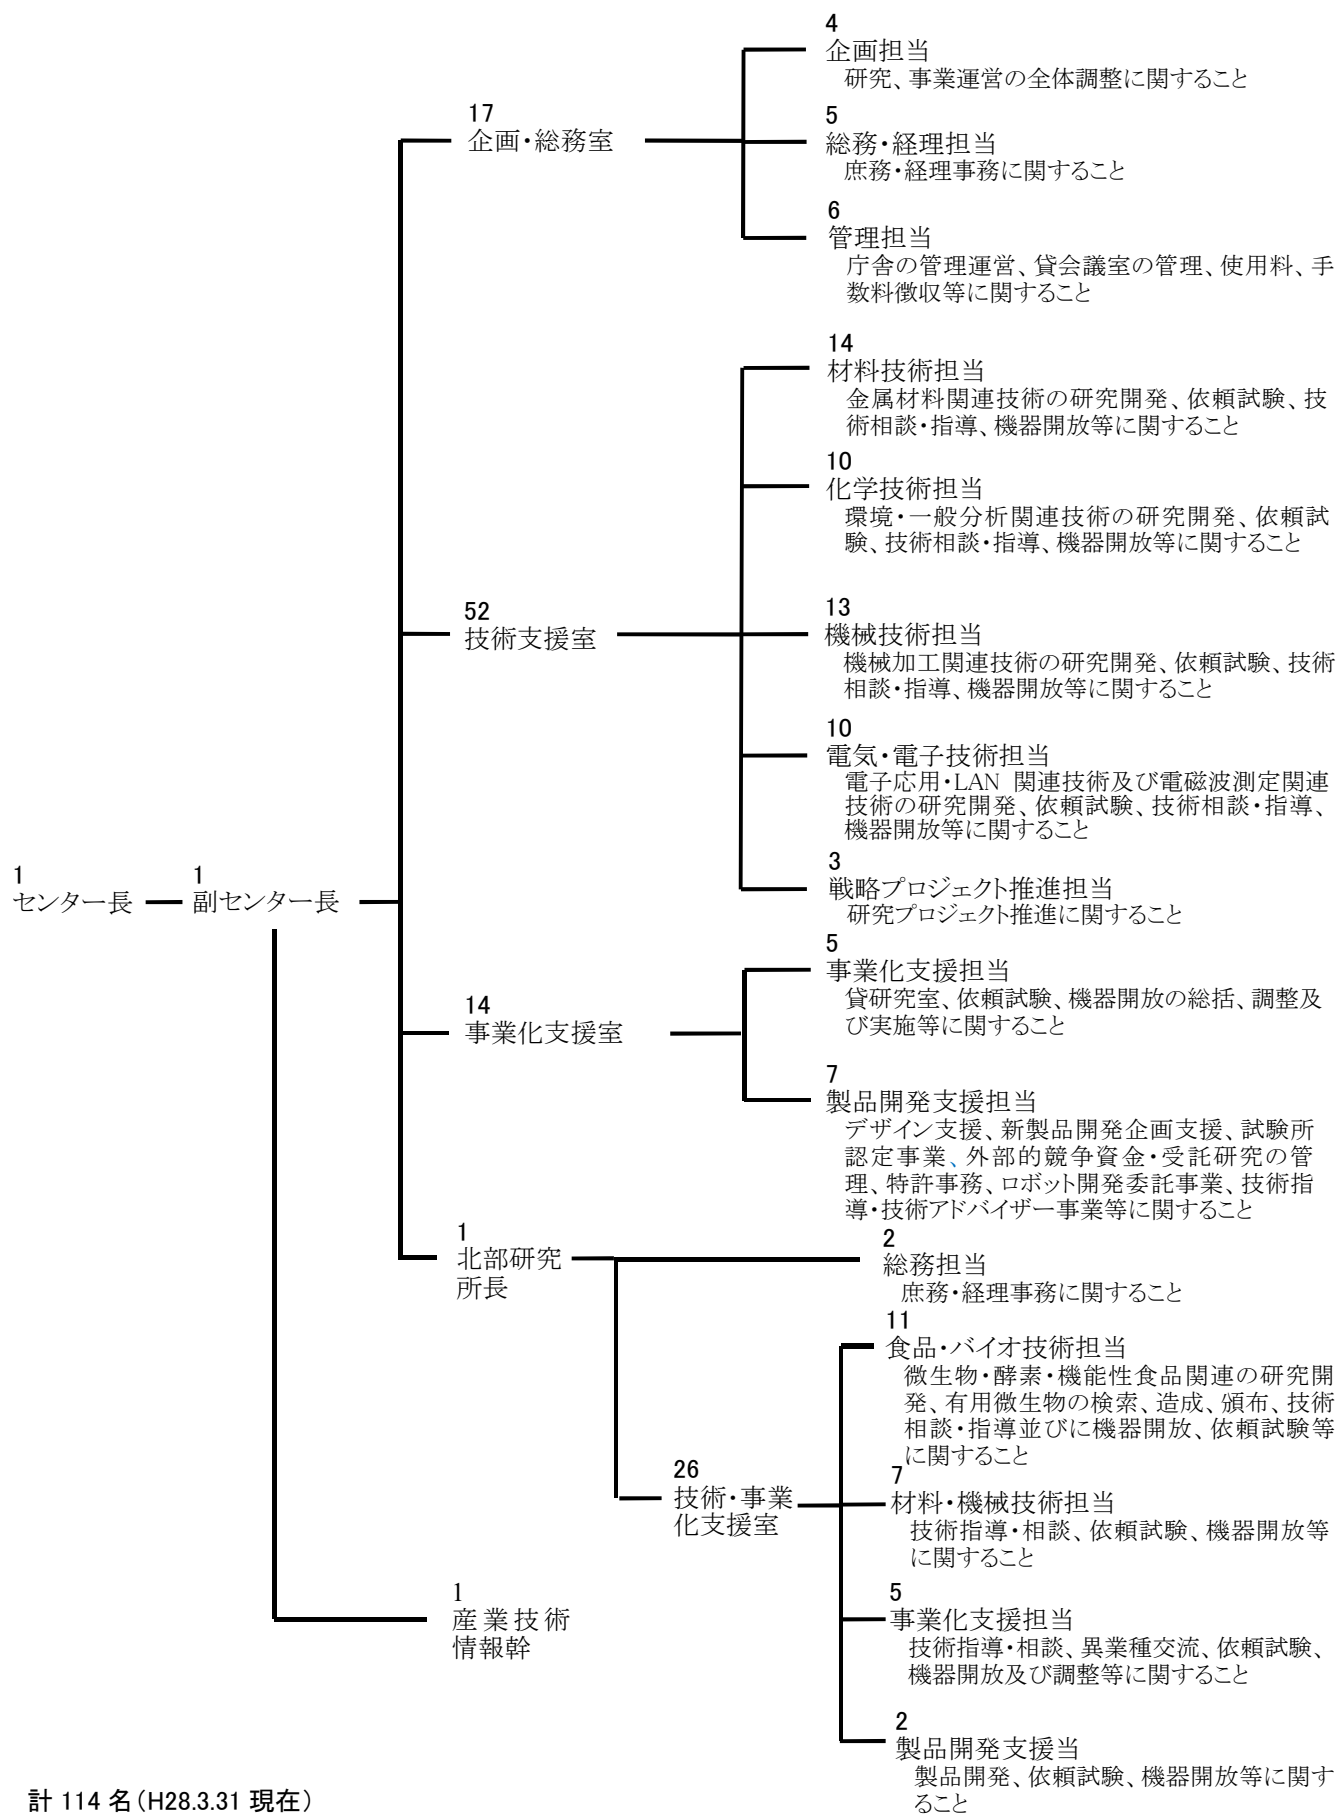 4
企画担当
研究、事業運営の全体調整に関すること
17
企画・総務室
5
総務・経理担当
庶務・経理事務に関すること
6
管理担当
庁舎の管理運営、貸会議室の管理、使用料、手
数料徴収等に関すること
14
材料技術担当
金属材料関連技術の研究開発、依頼試験、技
術相談・指導、機器開放等に関すること
10
化学技術担当
環境・一般分析関連技術の研究開発、依頼試
験、技術相談・指導、機器開放等に関すること
52
技術支援室
13
機械技術担当
機械加工関連技術の研究開発、依頼試験、技術
相談・指導、機器開放等に関すること
10
電気・電子技術担当
電子応用・LAN 関連技術及び電磁波測定関連
技術の研究開発、依頼試験、技術相談・指導、
機器開放等に関すること
1
センター長
1
副センター長
3
戦略プロジェクト推進担当
研究プロジェクト推進に関すること
14
事業化支援室
5
事業化支援担当
貸研究室、依頼試験、機器開放の総括、調整及
び実施等に関すること
7
製品開発支援担当
デザイン支援、新製品開発企画支援、試験所
認定事業、外部的競争資金・受託研究の管
理、特許事務、ロボット開発委託事業、技術指
導・技術アドバイザー事業等に関すること
1
北部研究
所長
2
総務担当
庶務・経理事務に関すること
11
食品・バイオ技術担当
微生物・酵素・機能性食品関連の研究開
発、有用微生物の検索、造成、頒布、技術
相談・指導並びに機器開放、依頼試験等
に関すること
26
技術・事業
化支援室
7
材料・機械技術担当
技術指導・相談、依頼試験、機器開放等
に関すること
1
産業技術
情報幹
5
事業化支援担当
技術指導・相談、異業種交流、依頼試験、
機器開放及び調整等に関すること
2
製品開発支援担当
製品開発、依頼試験、機器開放等に関す
ること
計 114 名（H28.3.31 現在）